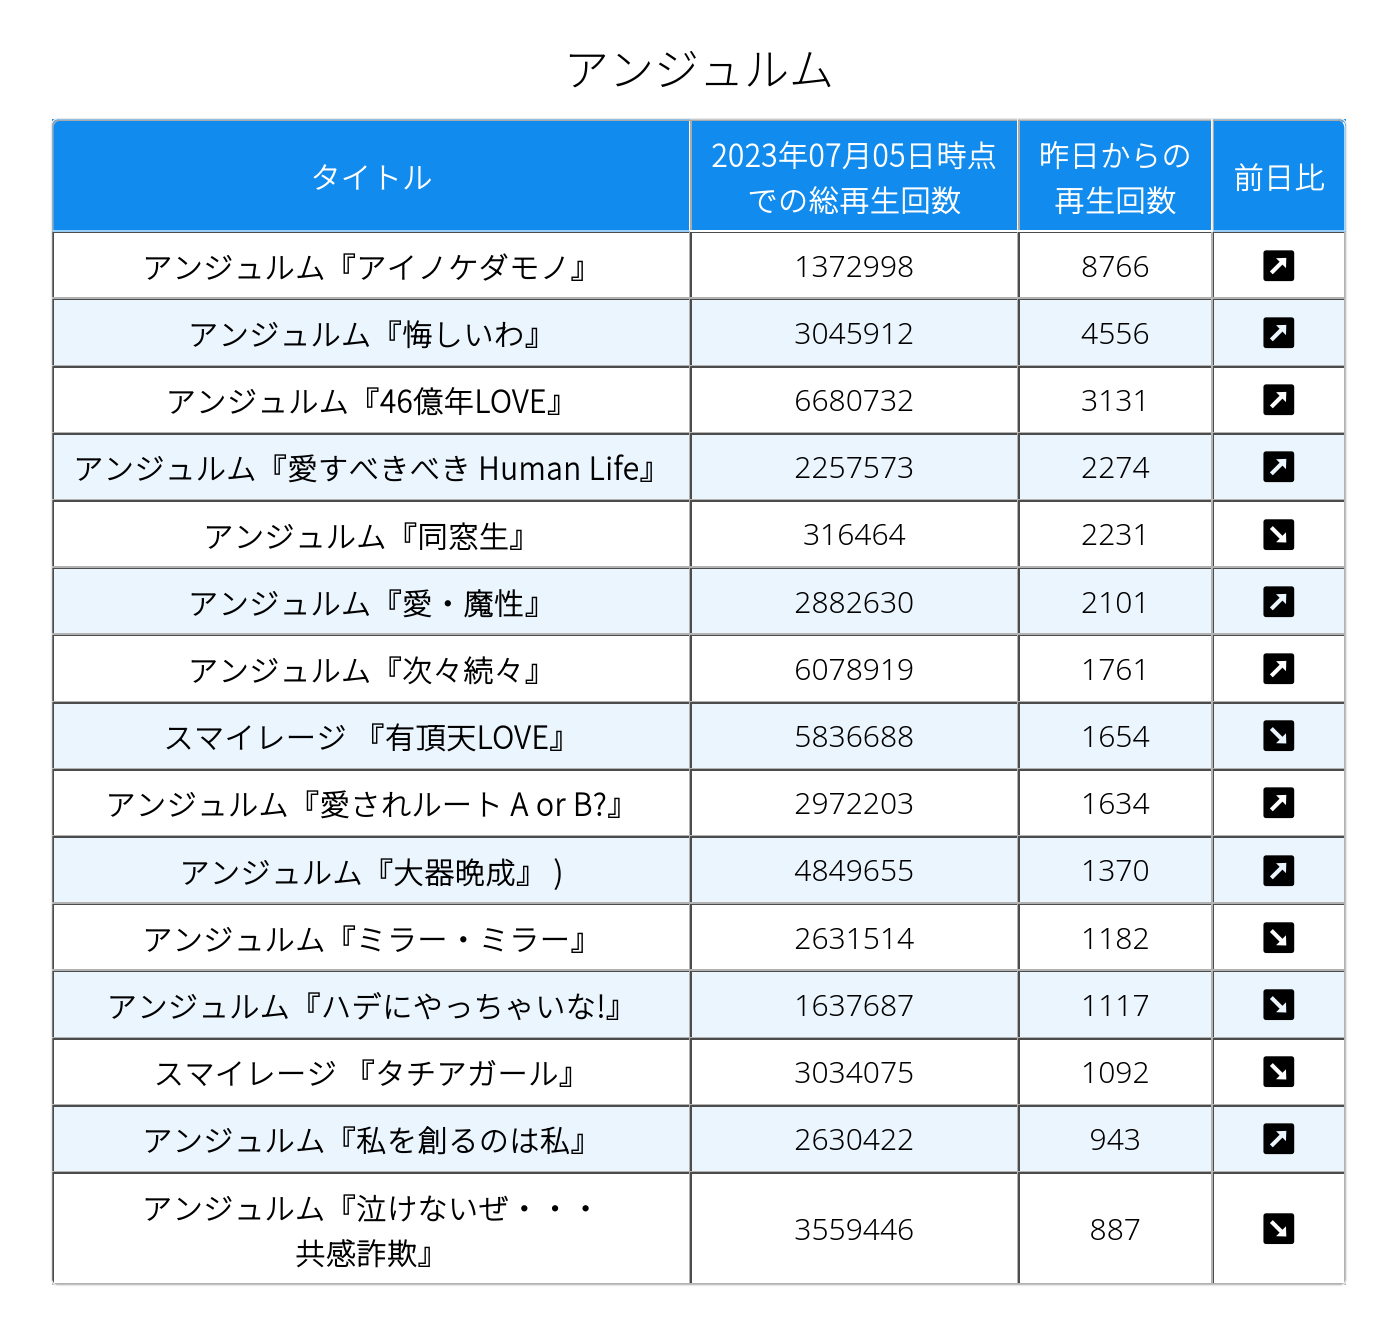 アンジュルム
タイトル
2023年07月05日時点
での総再生回数
昨日からの
再生回数
前日比
アンジュルム『アイノケダモノ』 1372998 8766 ↗
アンジュルム『悔しいわ』 3045912 4556 ↗
アンジュルム『46億年LOVE』 6680732 3131 ↗
アンジュルム『愛すべきべき Human Life』 2257573 2274 ↗
アンジュルム『同窓生』 316464 2231 ↘
アンジュルム『愛・魔性』 2882630 2101 ↗
アンジュルム『次々続々』 6078919 1761 ↗
スマイレージ 『有頂天LOVE』 5836688 1654 ↘
アンジュルム『愛されルート A or B?』 2972203 1634 ↗
アンジュルム『大器晩成』 ) 4849655 1370 ↗
アンジュルム『ミラー・ミラー』 2631514 1182 ↘
アンジュルム『ハデにやっちゃいな!』 1637687 1117 ↘
スマイレージ 『タチアガール』 3034075 1092 ↘
アンジュルム『私を創るのは私』 2630422 943 ↗
アンジュルム『泣けないぜ・・・
共感詐欺』 3559446 887 ↘